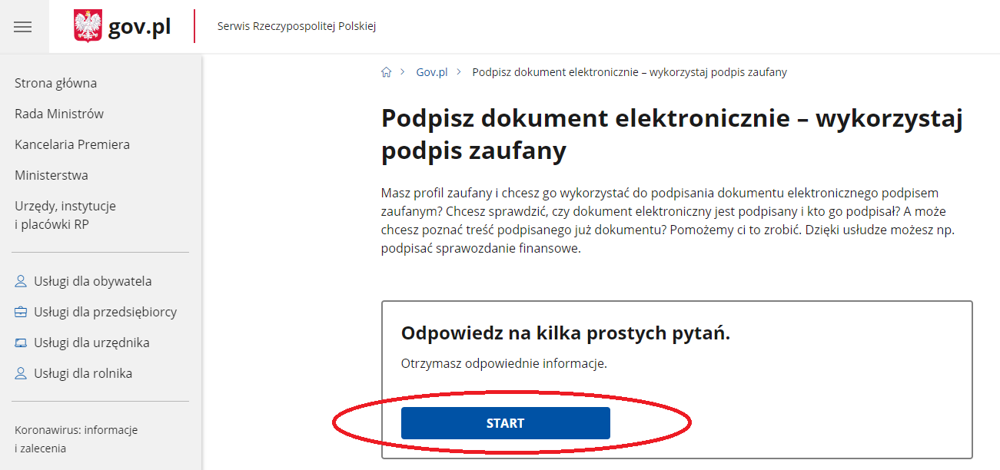 gov.pl
Serwis Rzeczypospolitej Polskiej
Strona główna
Rada Ministrów
Kancelaria Premiera
Ministerstwa
Urzędy, instytucje
i placówki RP
Usługi dla obywatela
Usługi dla przedsiębiorcy
Usługi dla urzędnika
Usługi dla rolnika
Koronawirus: informacje
i zalecenia
Gov.pl > Podpisz dokument elektronicznie – wykorzystaj podpis zaufany
Podpisz dokument elektronicznie – wykorzystaj
podpis zaufany
Masz profil zaufany i chcesz go wykorzystać do podpisania dokumentu elektronicznego podpisem
zaufanym? Chcesz sprawdzić, czy dokument elektroniczny jest podpisany i kto go podpisał? A może
chcesz poznać treść podpisanego już dokumentu? Pomożemy ci to zrobić. Dzięki usłudze możesz np.
podpisać sprawozdanie finansowe.
Odpowiedz na kilka prostych pytań.
Otrzymasz odpowiednie informacje.
START